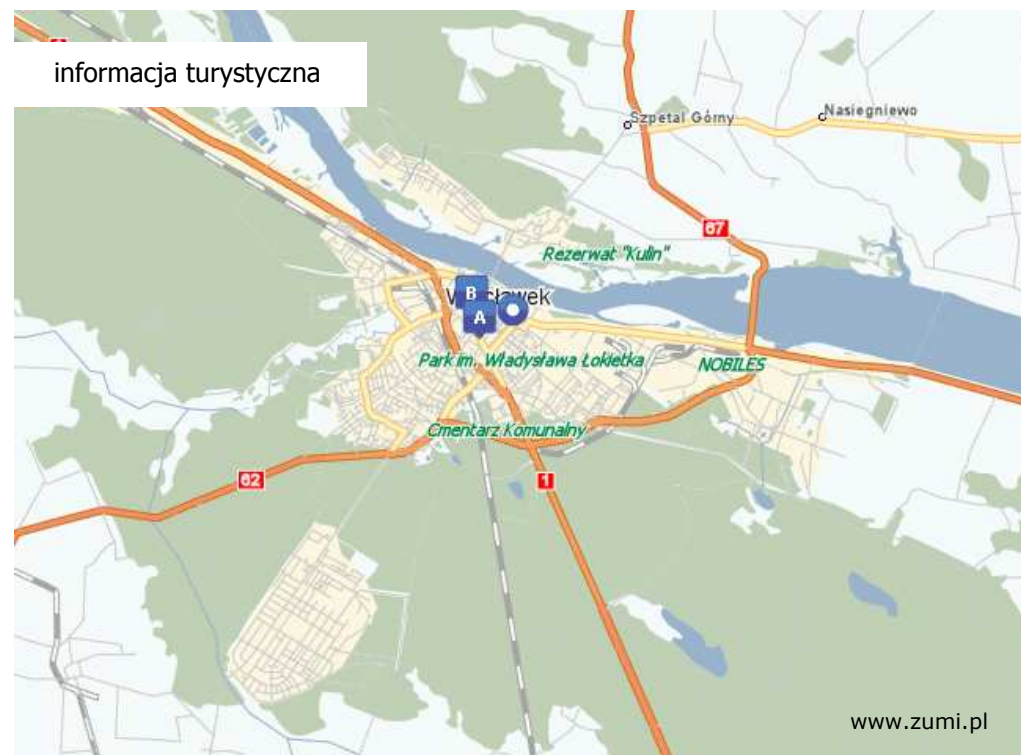 informacja turystyczna
Szpetal Górny
Nasiegniewo
67
Rezerwat "Kulin"
B
A
Park im. Władysława Łokietka
NOBILES
Cmentarz Komunalny
62
1
www.zumi.pl